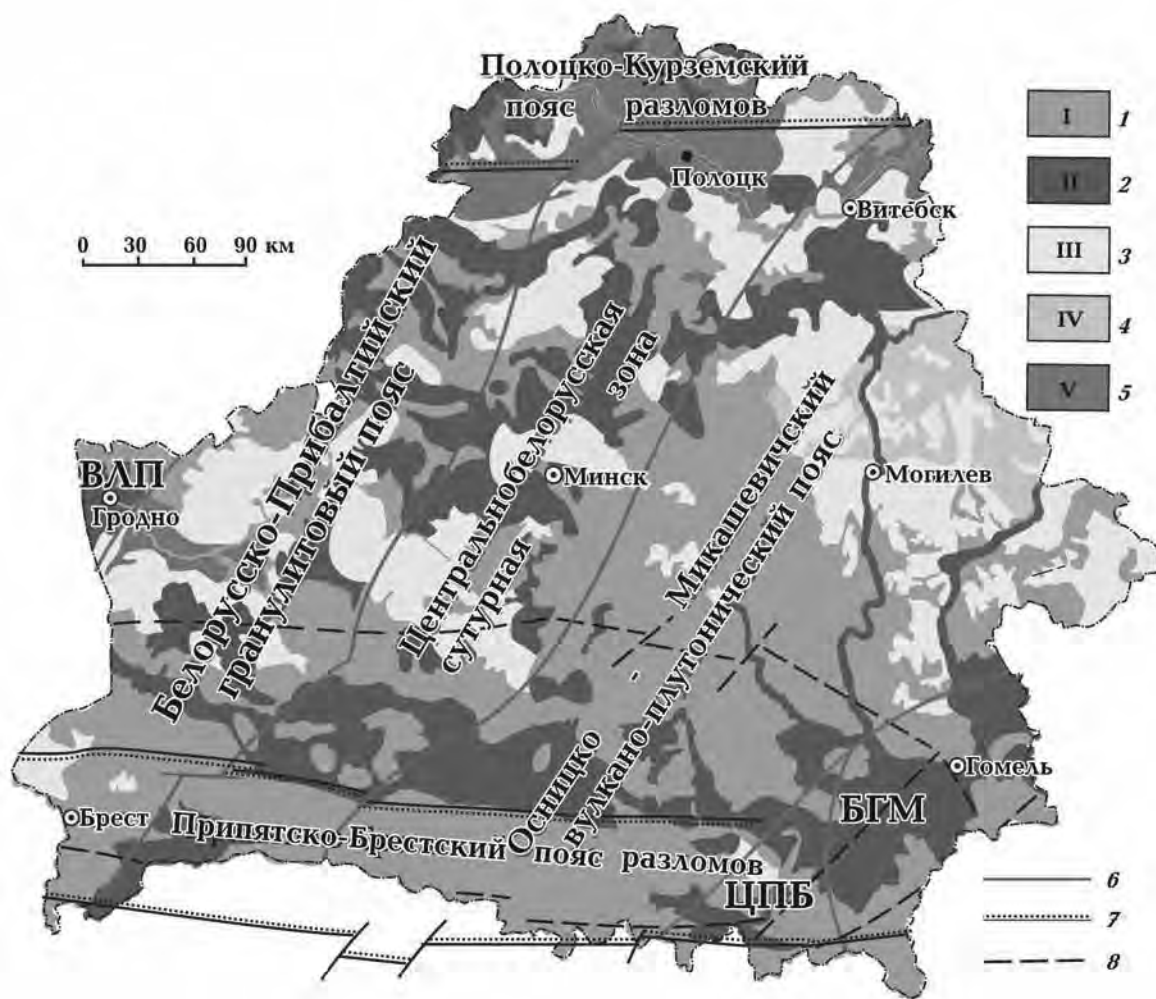 Полоцко-Курземский
пояс разломов
Полоцк
Витебск
0 30 60 90 км
I 1
II 2
III 3
IV 4
V 5
Белорусско-Прибалтийский
гранулитовый пояс
Центральнобелорусская
сутурная зона
Минск
Микашевичский
Осницко
вулкано-плутонический пояс
Могилев
ВЛП
Гродно
Гомель
БГМ
Брест
Припятско-Брестский пояс разломов
ЦПБ
6
7
8